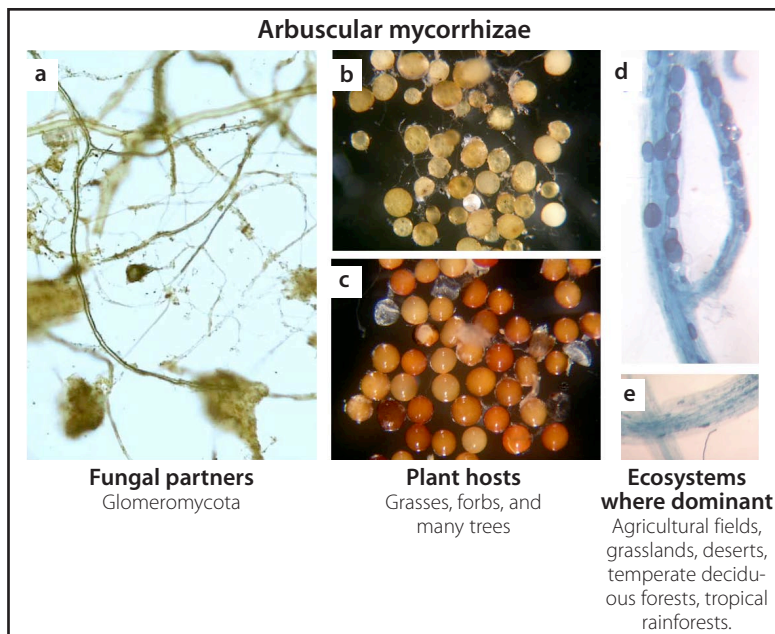 Arbuscular mycorrhizae
a
b
c
d
e
Fungal partners
Glomeromycota
Plant hosts
Grasses, forbs, and
many trees
Ecosystems
where dominant
Agricultural fields,
grasslands, deserts,
temperate decidu-
ous forests, tropical
rainforests.